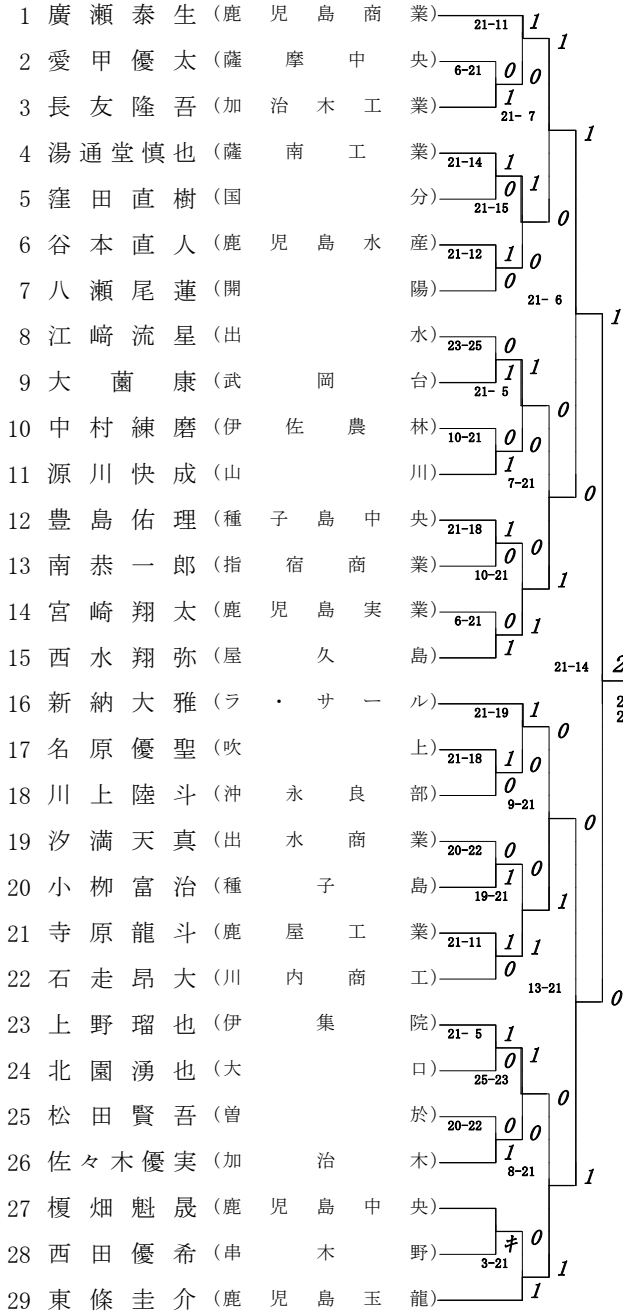 1 廣瀬泰生 (鹿児島商業) 21-11 1 1
2 愛甲優太 (薩摩中央) 6-21 0 0
3 長友隆吾 (加治木工業) 1 21- 7 1
4 湯通堂慎也 (薩南工業) 21-14 1 1
5 窪田直樹 (国分) 0 21-15 0
6 谷本直人 (鹿児島水産) 21-12 1 0
7 八瀬尾蓮 (開陽) 0 21- 6 1
8 江﨑流星 (出水) 23-25 0 1
9 大薗康 (武岡台) 1 21- 5 0
10 中村練磨 (伊佐農林) 10-21 0 0
11 源川快成 (山川) 1 7-21 0
12 豊島佑理 (種子島中央) 21-18 1 0
13 南恭一郎 (指宿商業) 0 10-21 1
14 宮崎翔太 (鹿児島実業) 6-21 0 1
15 西水翔弥 (屋久島) 1 21-14 2
16 新納大雅 (ラ・サール) 21-19 1 0 2
17 名原優聖 (吹上) 21-18 1 0 2
18 川上陸斗 (沖永良部) 0 9-21 0
19 汐満天真 (出水商業) 20-22 0 0
20 小栁富治 (種子島) 1 19-21 1
21 寺原龍斗 (鹿屋工業) 21-11 1 1
22 石走昂大 (川内商工) 0 13-21 0
23 上野瑠也 (伊集院) 21- 5 1 1
24 北園湧也 (大口) 0 25-23 0
25 松田賢吾 (曽於) 20-22 0 0
26 佐々木優実 (加治木) 1 8-21 1
27 榎畑魁晟 (鹿児島中央) 0
28 西田優希 (串木野) キ 3-21 1
29 東條圭介 (鹿児島玉龍) 1